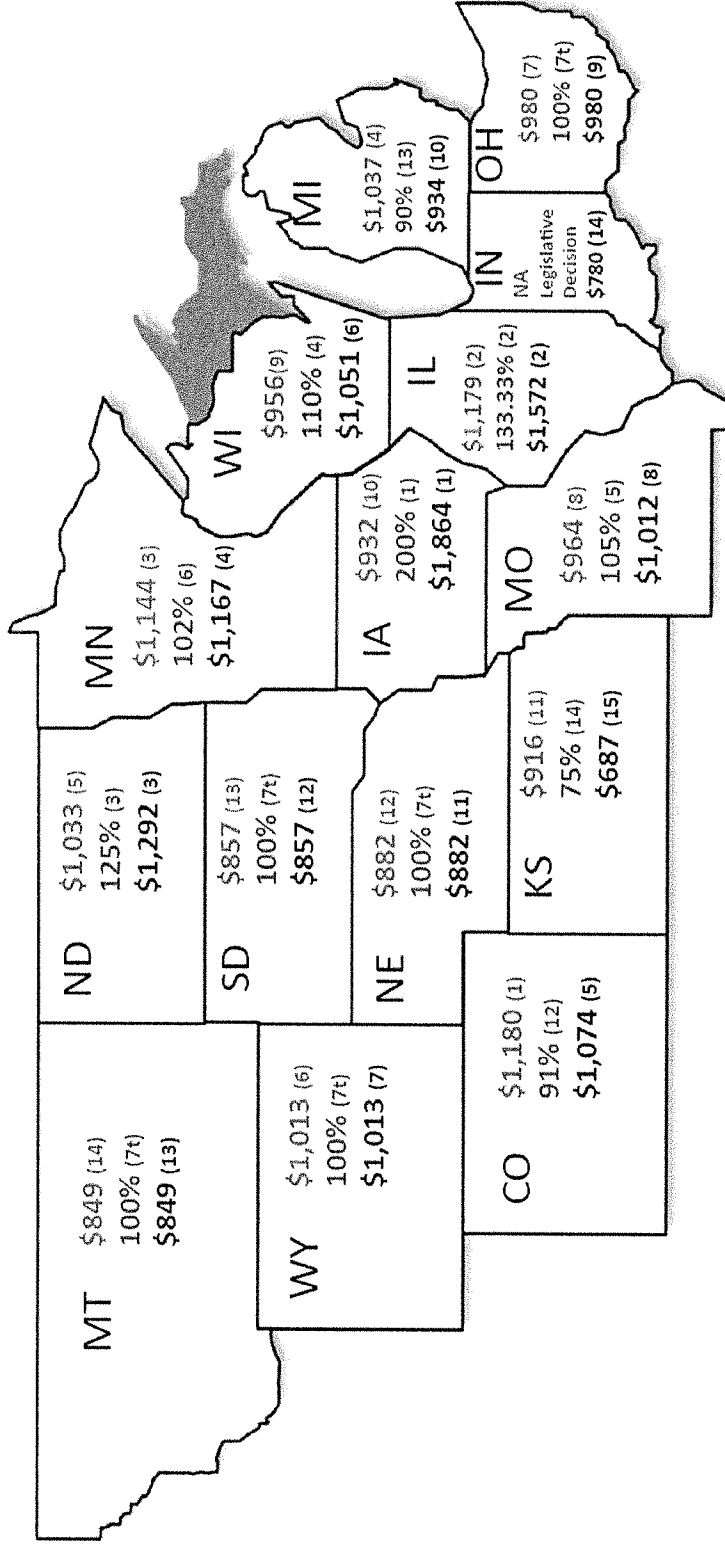 MT
$849 (14)
100% (7t)
$849 (13)
ND
$1,033 (5)
125% (3)
$1,292 (3)
MN
$1,144 (3)
102% (6)
$1,167 (4)
WI
$956(9)
110% (4)
$1,051 (6)
MI
$1,037 (4)
90% (13)
$934 (10)
WY
$1,013 (6)
100% (7t)
$1,013 (7)
SD
$857 (13)
100% (7t)
$857 (12)
IA
$932 (10)
200% (1)
$1,864 (1)
IL
$1,179 (2)
133.33% (2)
$1,572 (2)
IN
NA
Legislative
Decision
$780 (14)
OH
$980 (7)
100% (7t)
$980 (9)
NE
$882 (12)
100% (7t)
$882 (11)
CO
$1,180 (1)
91% (12)
$1,074 (5)
KS
$916 (11)
75% (14)
$687 (15)
MO
$964 (8)
105% (5)
$1,012 (8)